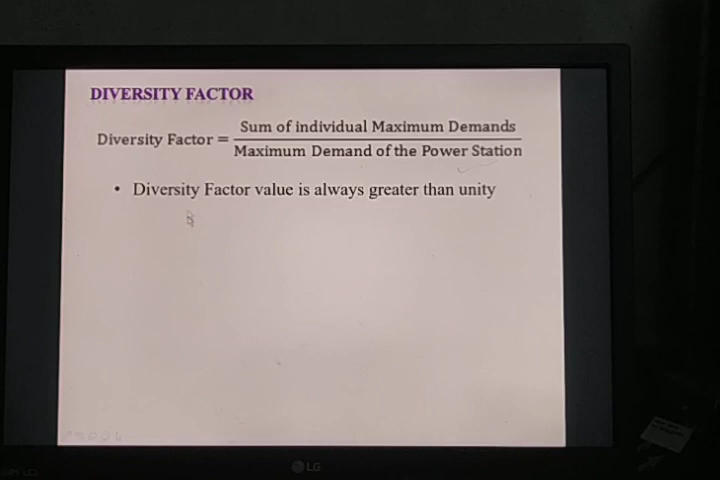 DIVERSITY FACTOR
Diversity Factor = Sum of individual Maximum Demands
Maximum Demand of the Power Station
• Diversity Factor value is always greater than unity
LG